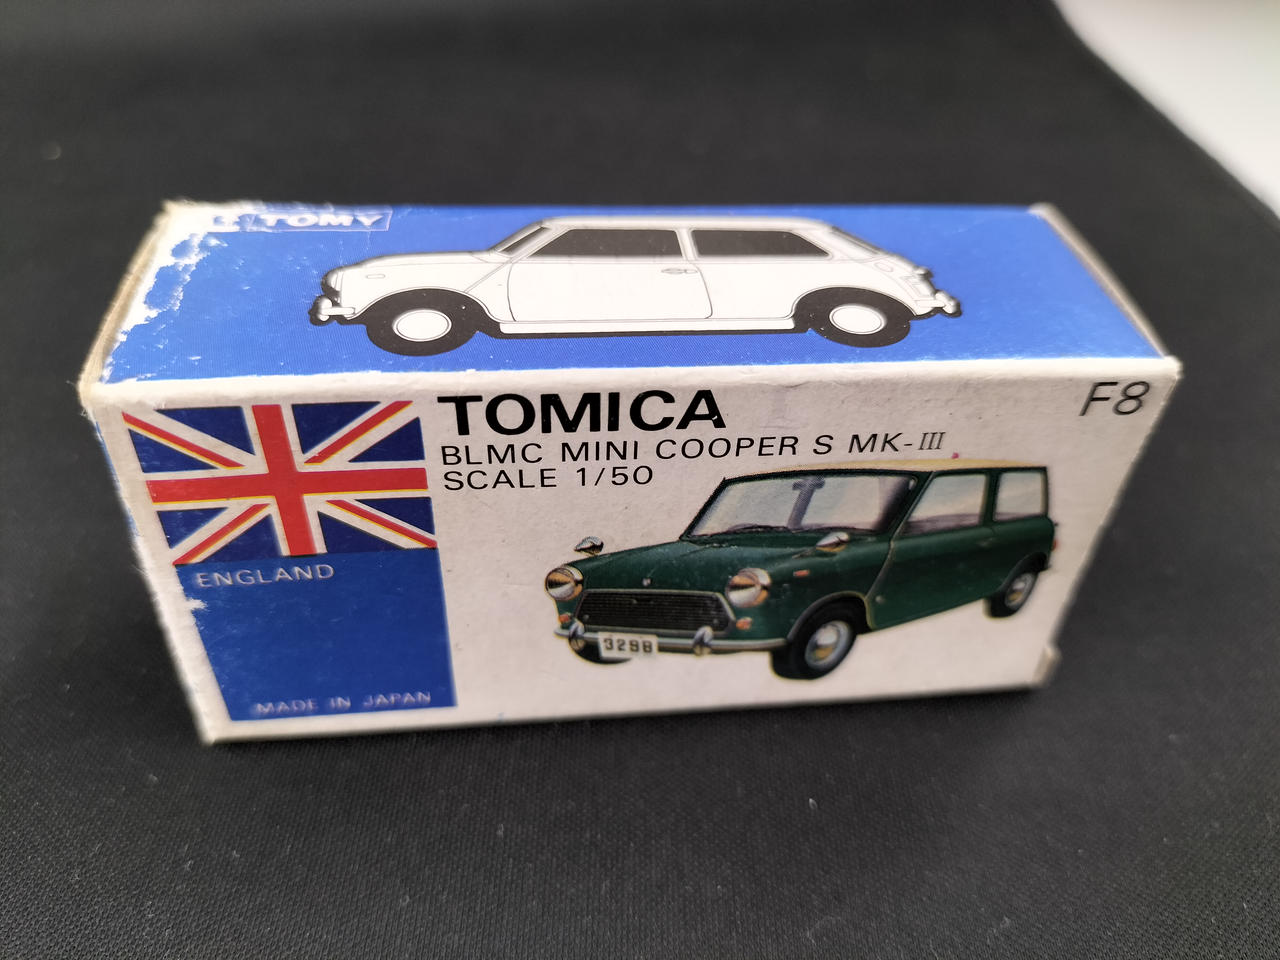 TOMY
TOMICA
F8
BLMC MINI COOPER S MK-III
SCALE 1/50
ENGLAND
3298
MADE IN JAPAN